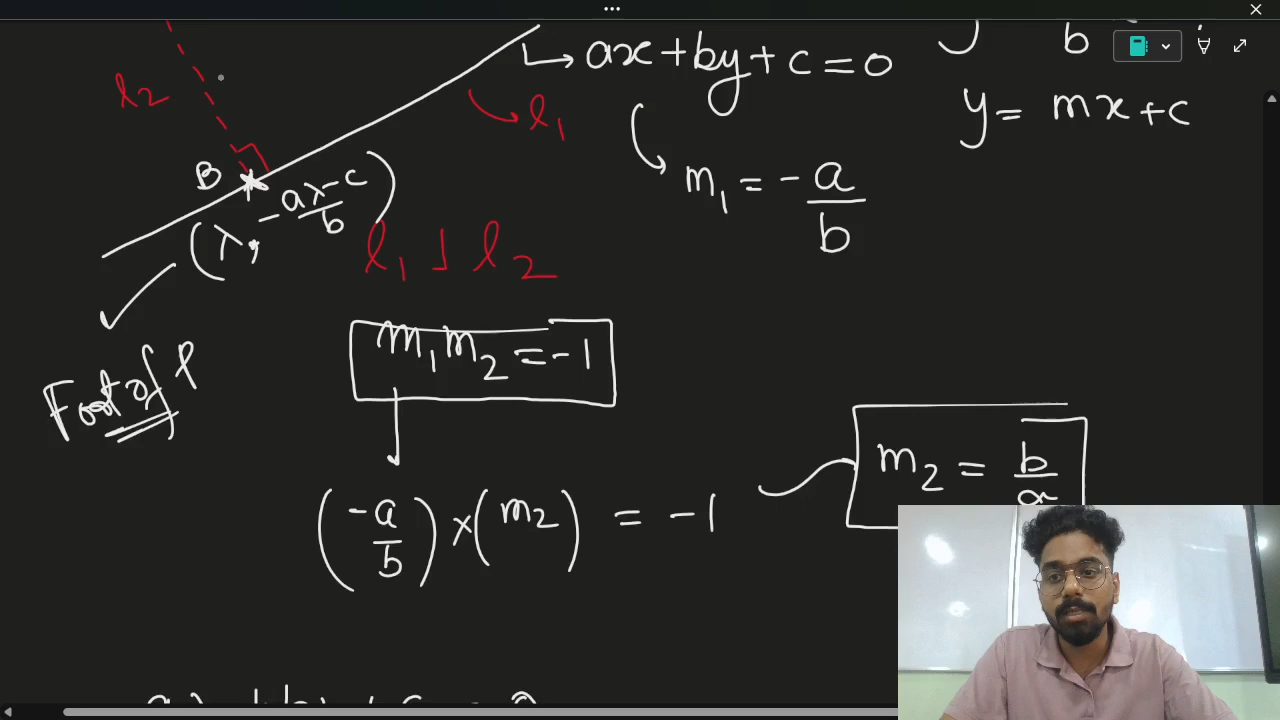 ax+by+c=0
b
y= mx+c
l2
l1
B
m1 = -a/b
(λ, -aλ-c/b)
l1 ⊥ l2
m1m2 = -1
Foot of P
m2 = b/a
(-a/b)×(m2) = -1